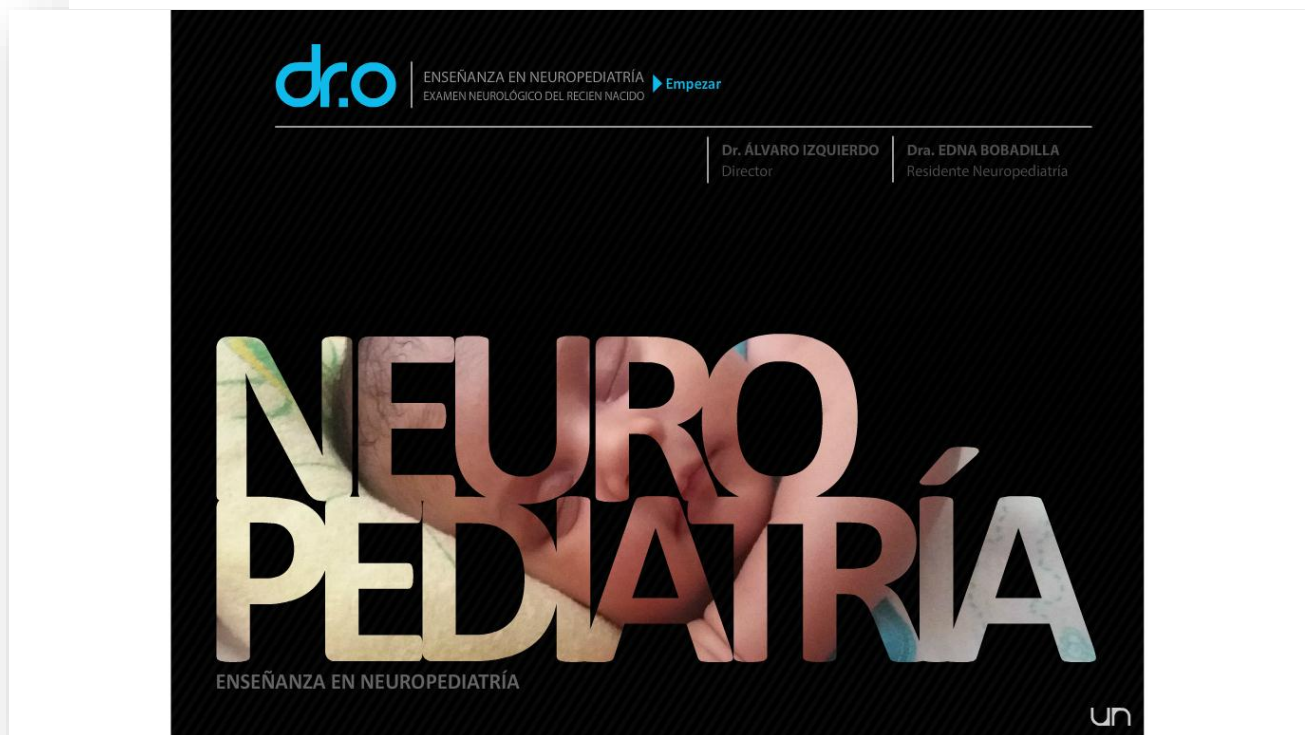 dr.o
ENSEÑANZA EN NEUROPEDIATRÍA
EXAMEN NEUROLÓGICO DEL RECIEN NACIDO
Empezar
Dr. ÁLVARO IZQUIERDO
Director
Dra. EDNA BOBADILLA
Residente Neuropediatría
NEURO
PEDIATRÍA
ENSEÑANZA EN NEUROPEDIATRÍA
un